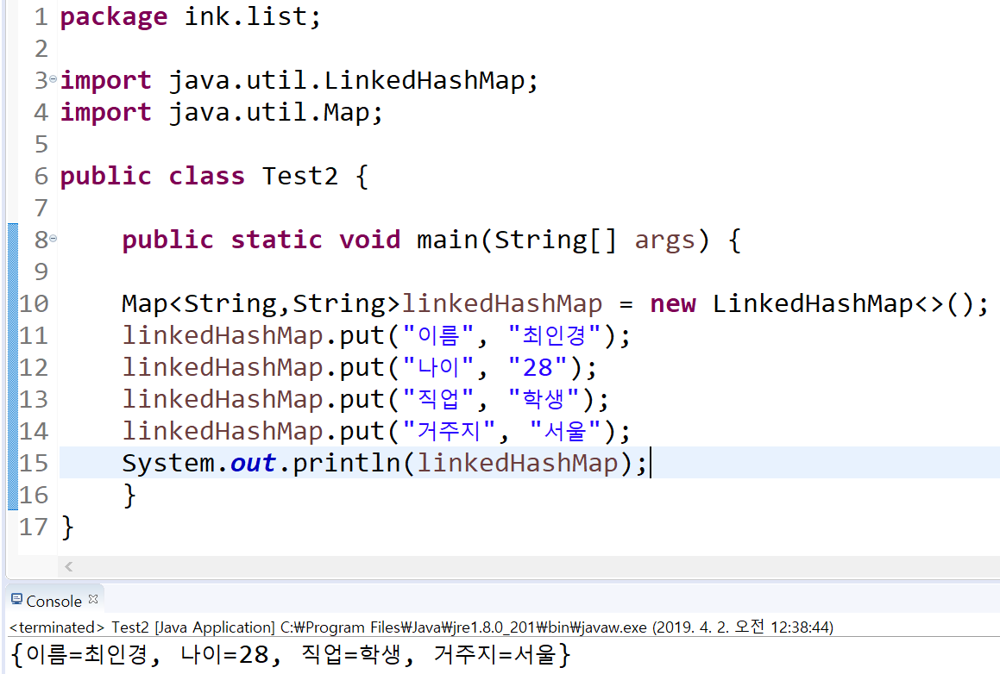 1 package ink.list;
2
3 import java.util.LinkedHashMap;
4 import java.util.Map;
5
6 public class Test2 {
7
8 public static void main(String[] args) {
9
10 Map<String,String>linkedHashMap = new LinkedHashMap<>();
11 linkedHashMap.put("이름", "최인경");
12 linkedHashMap.put("나이", "28");
13 linkedHashMap.put("직업", "학생");
14 linkedHashMap.put("거주지", "서울");
15 System.out.println(linkedHashMap);
16 }
17 }
Console
<terminated> Test2 [Java Application] C:₩Program Files₩Java₩jre1.8.0_201₩bin₩javaw.exe (2019. 4. 2. 오전 12:38:44)
{이름=최인경, 나이=28, 직업=학생, 거주지=서울}